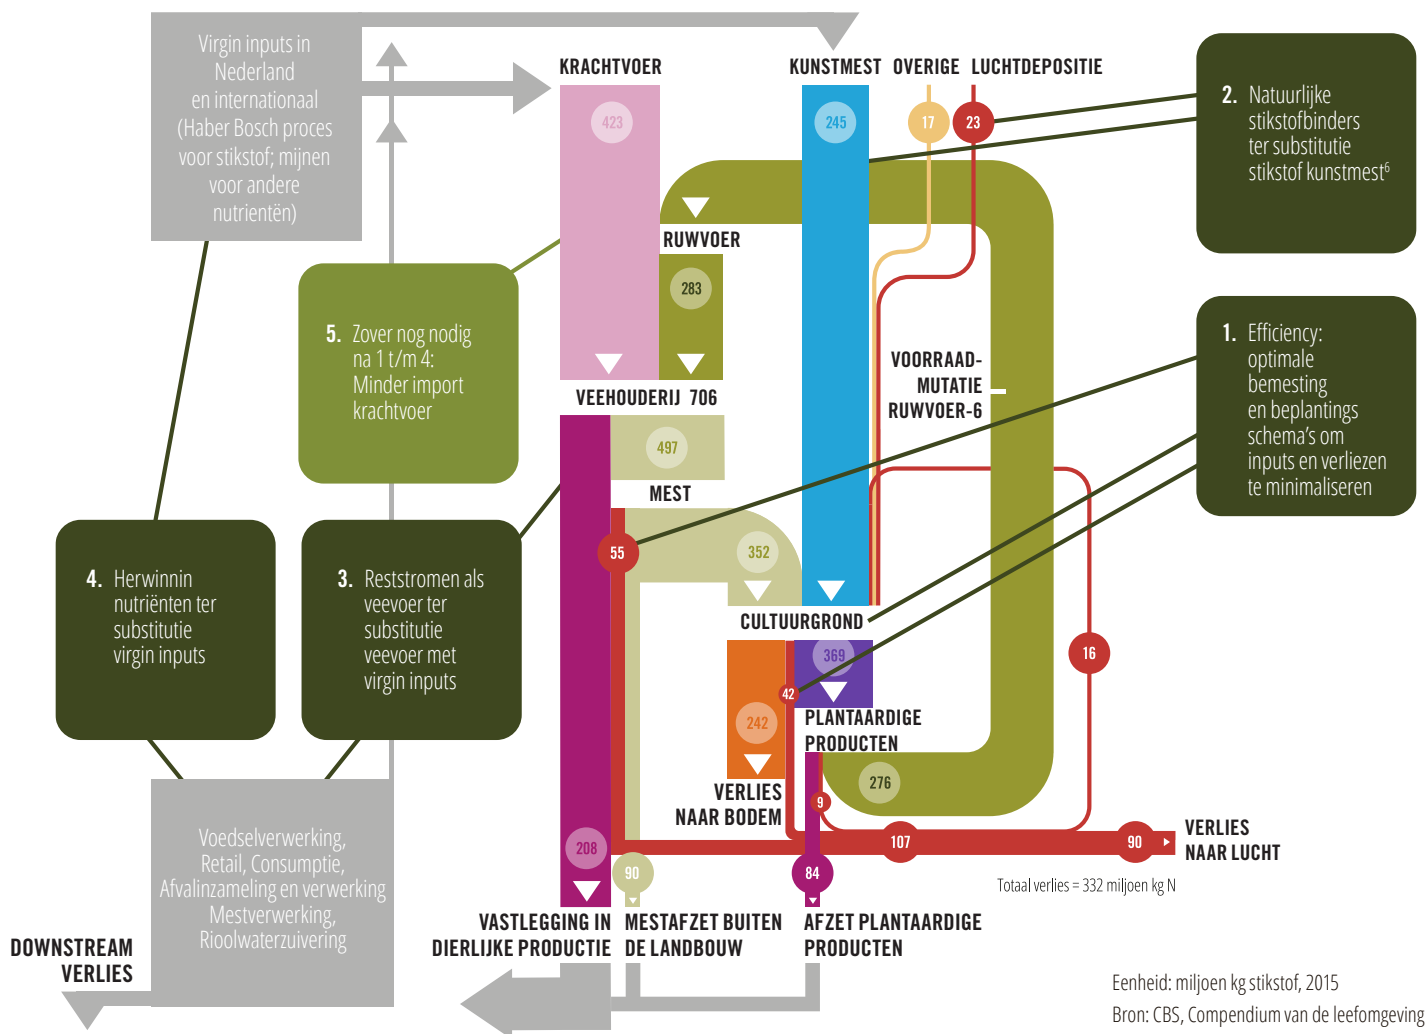 Virgin inputs in
Nederland
en internationaal
(Haber Bosch proces
voor stikstof; mijnen
voor andere
nutrientën)
KRACHTVOER
KUNSTMEST
OVERIGE
LUCHTDEPOSITIE
423
245
17
23
2. Natuurlijke
stikstofbinders
ter substitutie
stikstof kunstmest6
RUWVOER
283
5. Zover nog nodig
na 1 t/m 4:
Minder import
krachtvoer
VOORRAAD-
MUTATIE
RUWVOER-6
1. Efficiency:
optimale
bemesting
en beplantings
schema's om
inputs en verliezen
te minimaliseren
VEEHOUDERIJ 706
497
MEST
55
352
4. Herwinnin
nutriënten ter
substitutie
virgin inputs
3. Reststromen als
veevoer ter
substitutie
veevoer met
virgin inputs
CULTUURGROND
369
16
42
242
PLANTAARDIGE
PRODUCTEN
276
9
VERLIES
NAAR BODEM
107
90
VERLIES
NAAR LUCHT
208
90
84
Totaal verlies = 332 miljoen kg N
Voedselverwerking,
Retail, Consumptie,
Afvalinzameling en verwerking
Mestverwerking,
Rioolwaterzuivering
VASTLEGGING IN
DIERLIJKE PRODUCTIE
MESTAFZET BUITEN
DE LANDBOUW
AFZET PLANTAARDIGE
PRODUCTEN
DOWNSTREAM
VERLIES
Eenheid: miljoen kg stikstof, 2015
Bron: CBS, Compendium van de leefomgeving